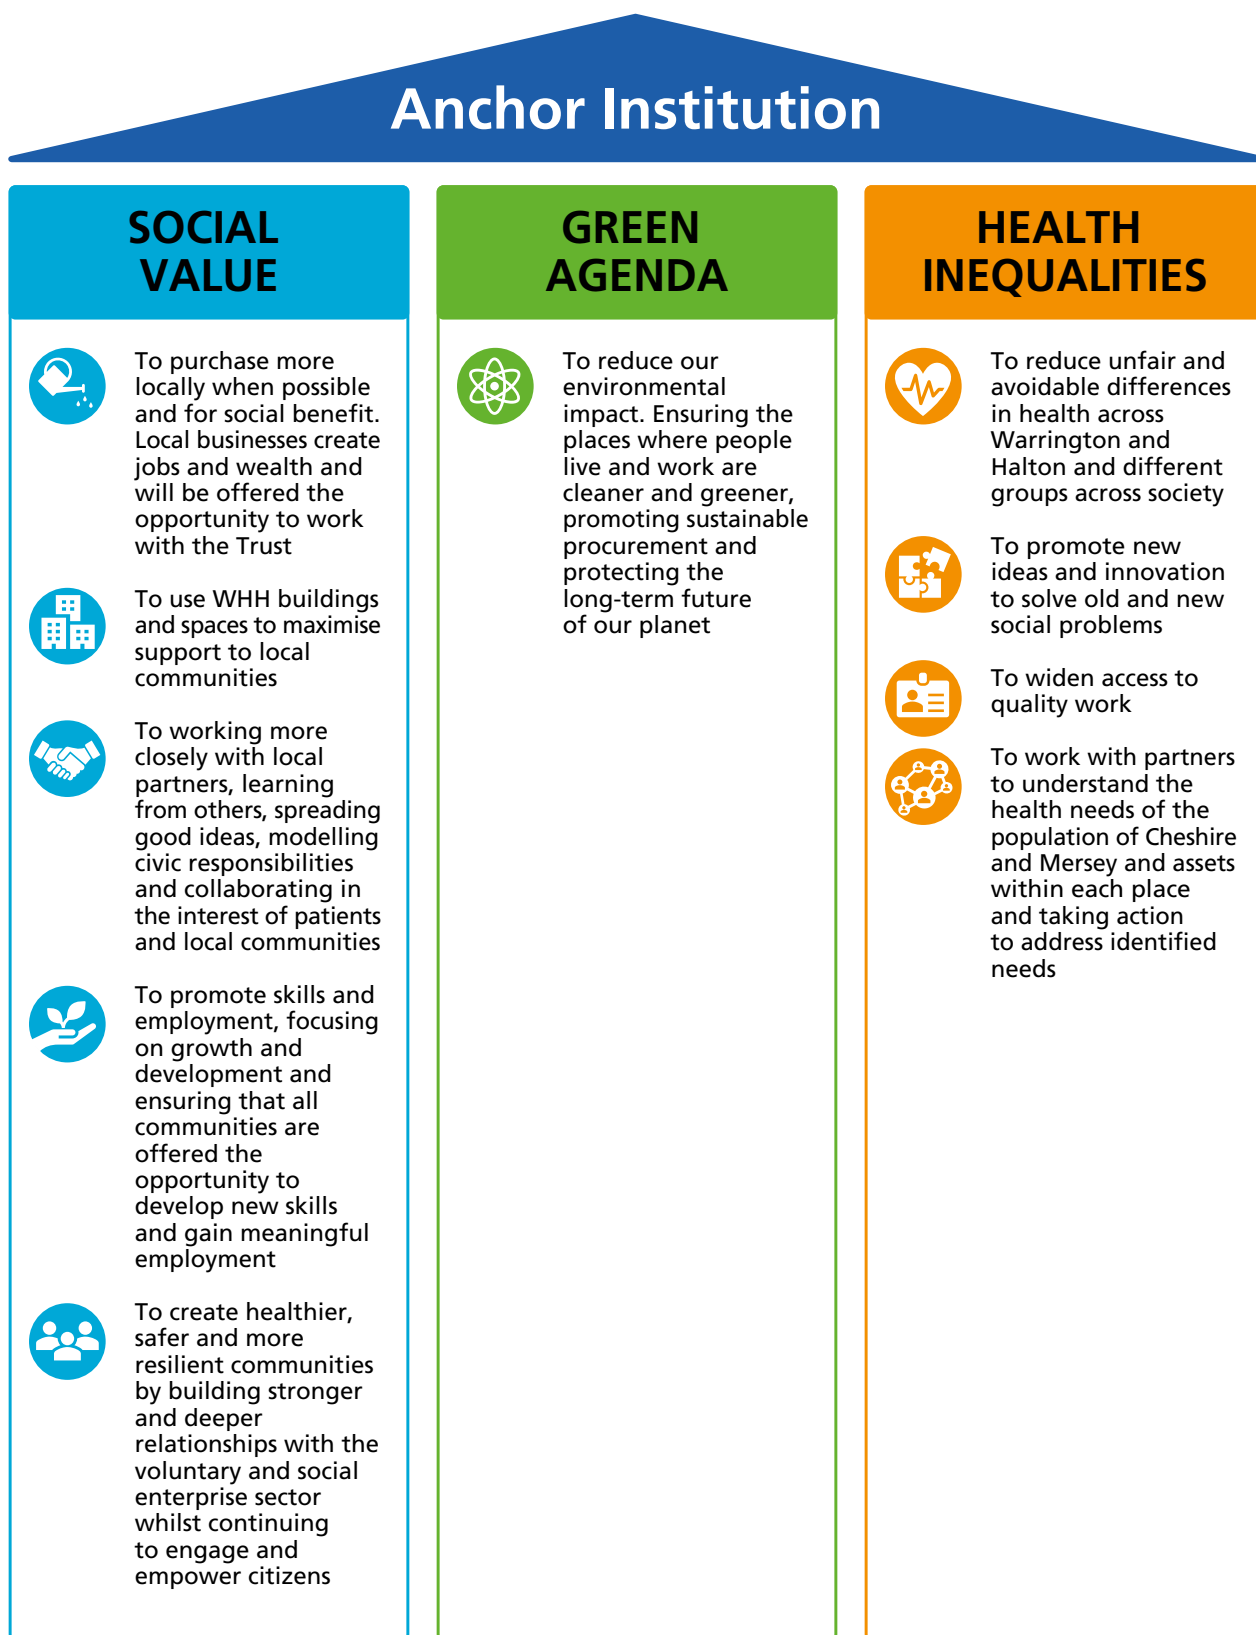 Anchor Institution
SOCIAL
VALUE
To purchase more
locally when possible
and for social benefit.
Local businesses create
jobs and wealth and
will be offered the
opportunity to work
with the Trust
To use WHH buildings
and spaces to maximise
support to local
communities
To working more
closely with local
partners, learning
from others, spreading
good ideas, modelling
civic responsibilities
and collaborating in
the interest of patients
and local communities
To promote skills and
employment, focusing
on growth and
development and
ensuring that all
communities are
offered the
opportunity to
develop new skills
and gain meaningful
employment
To create healthier,
safer and more
resilient communities
by building stronger
and deeper
relationships with the
voluntary and social
enterprise sector
whilst continuing
to engage and
empower citizens
GREEN
AGENDA
To reduce our
environmental
impact. Ensuring the
places where people
live and work are
cleaner and greener,
promoting sustainable
procurement and
protecting the
long-term future
of our planet
HEALTH
INEQUALITIES
To reduce unfair and
avoidable differences
in health across
Warrington and
Halton and different
groups across society
To promote new
ideas and innovation
to solve old and new
social problems
To widen access to
quality work
To work with partners
to understand the
health needs of the
population of Cheshire
and Mersey and assets
within each place
and taking action
to address identified
needs